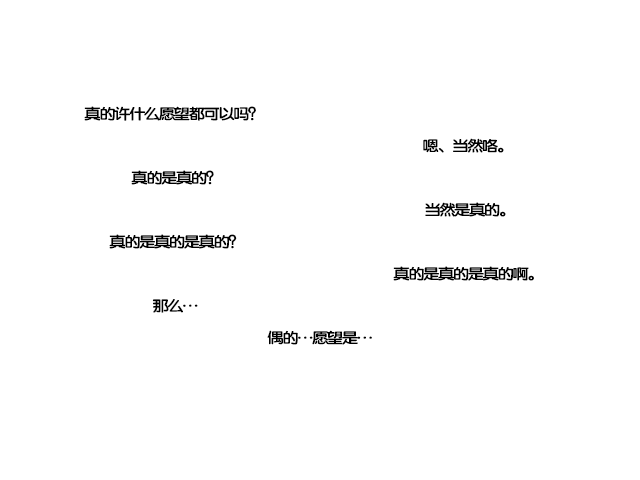 真的许什么愿望都可以吗？
嗯、当然咯。
真的是真的？
当然是真的。
真的是真的是真的？
真的是真的是真的啊。
那么…
偶的…愿望是…